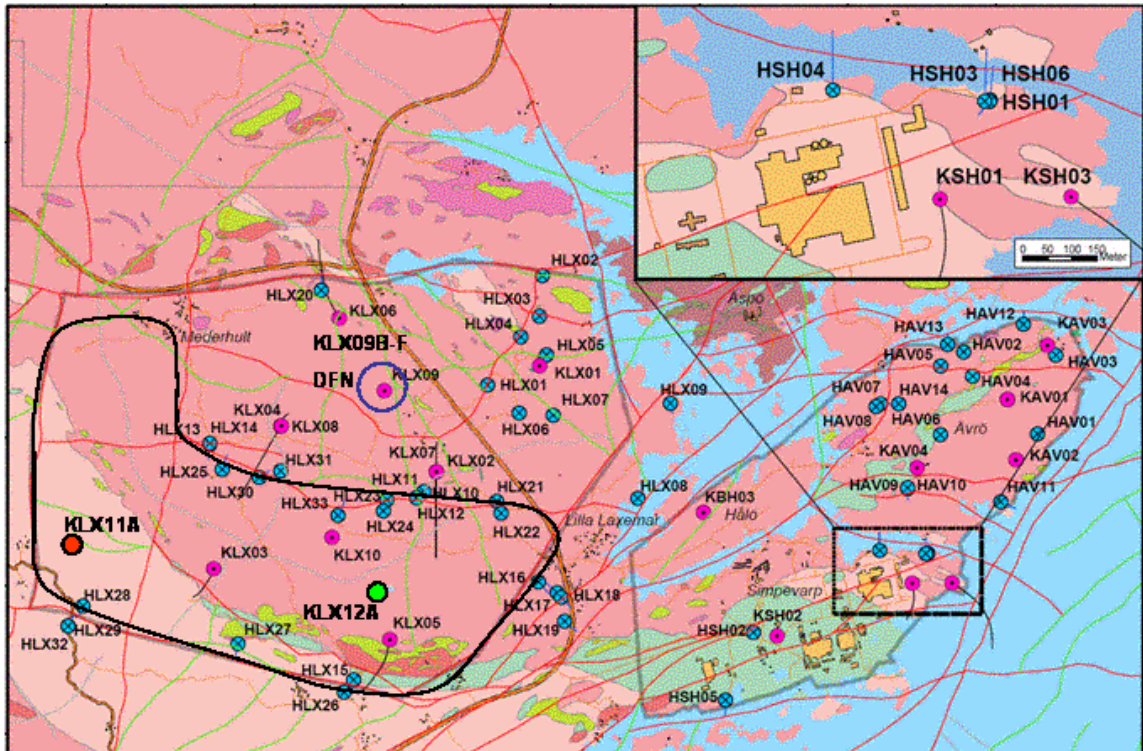 HSH04
HSH03
HSH06
HSH01
KSH01
KSH03
0 50 100 150
Meter
HLX02
HLX20
HLX03
Äspö
KLX06
HLX04
Mederhult
KLX09B-F
HLX05
KLX01
DFN
KLX09
HLX01
HLX07
HLX06
HLX09
HAV12
HAV13
KAV03
HAV05
HAV02
HAV03
HAV07
HAV14
HAV04
KAV01
HAV08
HAV06
HAV01
Ävrö
KLX04
KLX08
HLX13
HLX14
KLX07
KLX02
KAV04
KAV02
HLX25
HLX31
HLX30
HLX11
HLX10
HLX21
HLX33
HLX23
HLX12
HLX24
HLX22
HLX08
KBH03
Hålö
HAV09
HAV10
HAV11
Lilla Laxemar
KLX11A
KLX10
KLX03
HLX16
HLX17
HLX18
HLX28
KLX12A
HLX19
HLX29
HLX32
HLX27
KLX05
Simpevarp
KSH02
HSH02
HLX15
HLX26
HSH05